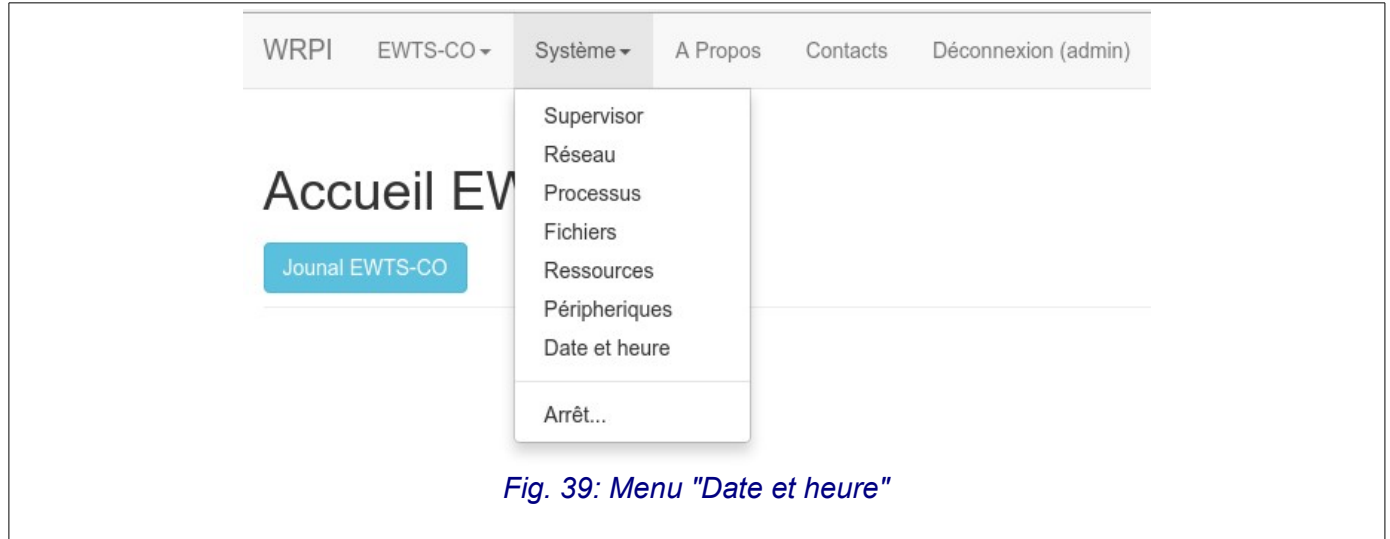 WRPI EWTS-CO Système A Propos Contacts Déconnexion (admin)
Supervisor
Réseau
Accueil EW
Processus
Fichiers
Jounal EWTS-CO
Ressources
Péripheriques
Date et heure
Arrêt...
Fig. 39: Menu "Date et heure"